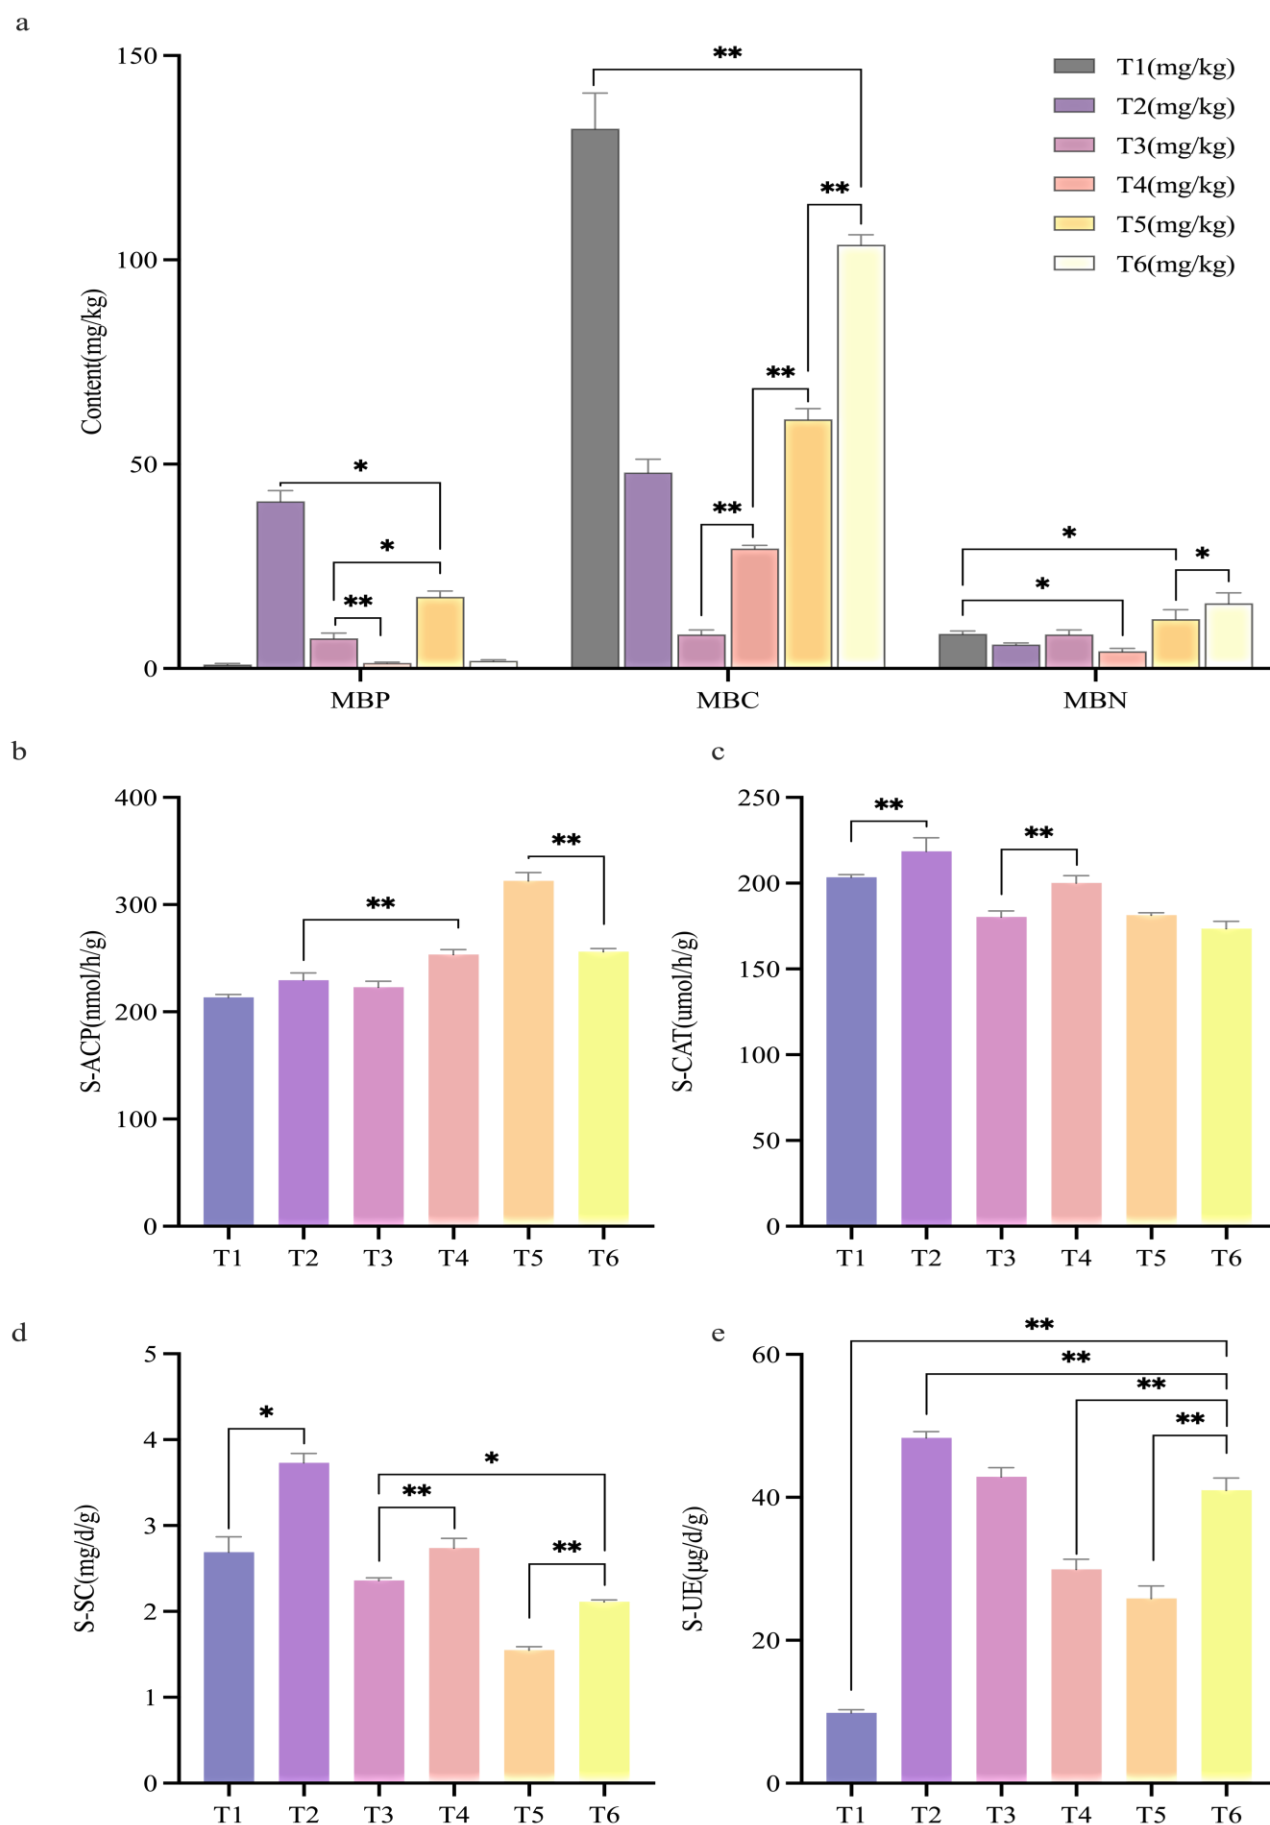 a
150
100
50
0
Content(mg/kg)
**
**
**
**
*
*
**
*
*
*
T1(mg/kg)
T2(mg/kg)
T3(mg/kg)
T4(mg/kg)
T5(mg/kg)
T6(mg/kg)
MBP MBC MBN
b
400
300
200
100
0
S-ACP(nmol/h/g)
**
**
T1 T2 T3 T4 T5 T6
c
250
200
150
100
50
0
S-CAT(umol/h/g)
**
**
T1 T2 T3 T4 T5 T6
d
5
4
3
2
1
0
S-SC(mg/d/g)
*
*
**
**
T1 T2 T3 T4 T5 T6
e
60
40
20
0
S-UE(μg/d/g)
**
**
**
**
T1 T2 T3 T4 T5 T6